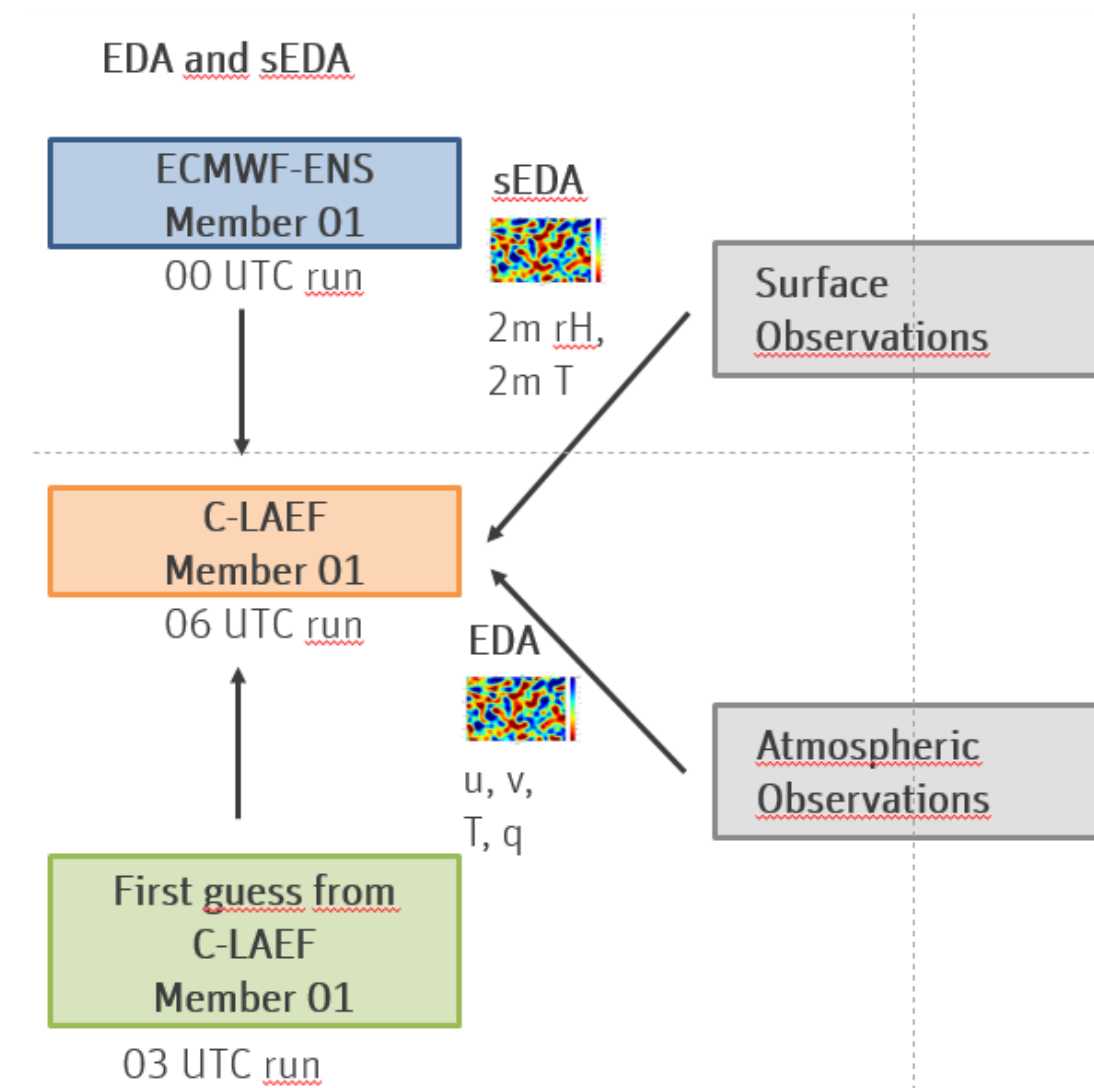 EDA and sEDA
ECMWF-ENS
Member 01
00 UTC run
sEDA
2m rH,
2m T
Surface
Observations
C-LAEF
Member 01
06 UTC run
EDA
u, v,
T, q
Atmospheric
Observations
First guess from
C-LAEF
Member 01
03 UTC run